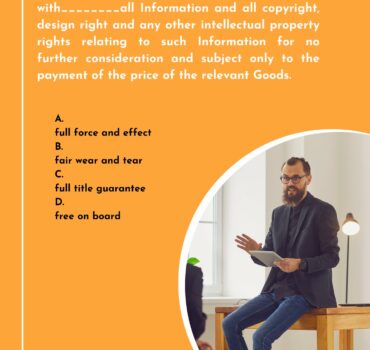 with________all Information and all copyright,
design right and any other intellectual property
rights relating to such Information for no
further consideration and subject only to the
payment of the price of the relevant Goods.
A.
full force and effect
B.
fair wear and tear
C.
full title guarantee
D.
free on board